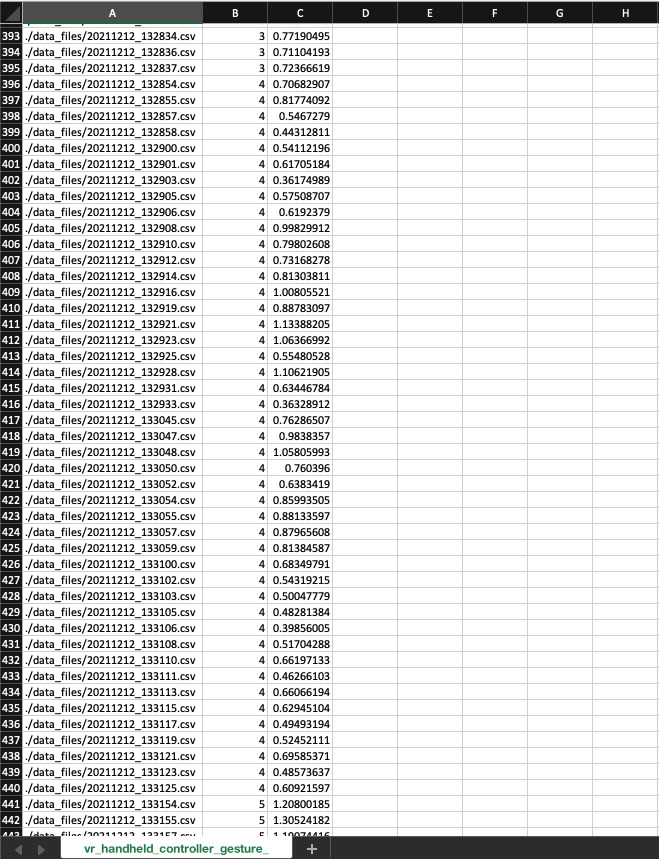 A B C D E F G H
393 ./data_files/20211212_132834.csv 3 0.77190495
394 ./data_files/20211212_132836.csv 3 0.71104193
395 ./data_files/20211212_132837.csv 3 0.72366619
396 ./data_files/20211212_132854.csv 4 0.70682907
397 ./data_files/20211212_132855.csv 4 0.81774092
398 ./data_files/20211212_132857.csv 4 0.5467279
399 ./data_files/20211212_132858.csv 4 0.44312811
400 ./data_files/20211212_132900.csv 4 0.54112196
401 ./data_files/20211212_132901.csv 4 0.61705184
402 ./data_files/20211212_132903.csv 4 0.36174989
403 ./data_files/20211212_132905.csv 4 0.57508707
404 ./data_files/20211212_132906.csv 4 0.6192379
405 ./data_files/20211212_132908.csv 4 0.99829912
406 ./data_files/20211212_132910.csv 4 0.79802608
407 ./data_files/20211212_132912.csv 4 0.73168278
408 ./data_files/20211212_132914.csv 4 0.81303811
409 ./data_files/20211212_132916.csv 4 1.00805521
410 ./data_files/20211212_132919.csv 4 0.88783097
411 ./data_files/20211212_132921.csv 4 1.13388205
412 ./data_files/20211212_132923.csv 4 1.06366992
413 ./data_files/20211212_132925.csv 4 0.55480528
414 ./data_files/20211212_132928.csv 4 1.10621905
415 ./data_files/20211212_132931.csv 4 0.63446784
416 ./data_files/20211212_132933.csv 4 0.36328912
417 ./data_files/20211212_133045.csv 4 0.76286507
418 ./data_files/20211212_133047.csv 4 0.9838357
419 ./data_files/20211212_133048.csv 4 1.05805993
420 ./data_files/20211212_133050.csv 4 0.760396
421 ./data_files/20211212_133052.csv 4 0.6383419
422 ./data_files/20211212_133054.csv 4 0.85993505
423 ./data_files/20211212_133055.csv 4 0.88133597
424 ./data_files/20211212_133057.csv 4 0.87965608
425 ./data_files/20211212_133059.csv 4 0.81384587
426 ./data_files/20211212_133100.csv 4 0.68349791
427 ./data_files/20211212_133102.csv 4 0.54319215
428 ./data_files/20211212_133103.csv 4 0.50047779
429 ./data_files/20211212_133105.csv 4 0.48281384
430 ./data_files/20211212_133106.csv 4 0.39856005
431 ./data_files/20211212_133108.csv 4 0.51704288
432 ./data_files/20211212_133110.csv 4 0.66197133
433 ./data_files/20211212_133111.csv 4 0.46266103
434 ./data_files/20211212_133113.csv 4 0.66066194
435 ./data_files/20211212_133115.csv 4 0.62945104
436 ./data_files/20211212_133117.csv 4 0.49493194
437 ./data_files/20211212_133119.csv 4 0.52452111
438 ./data_files/20211212_133121.csv 4 0.69585371
439 ./data_files/20211212_133123.csv 4 0.48573637
440 ./data_files/20211212_133125.csv 4 0.60921597
441 ./data_files/20211212_133154.csv 5 1.20800185
442 ./data_files/20211212_133155.csv 5 1.30524182
vr_handheld_controller_gesture_ +